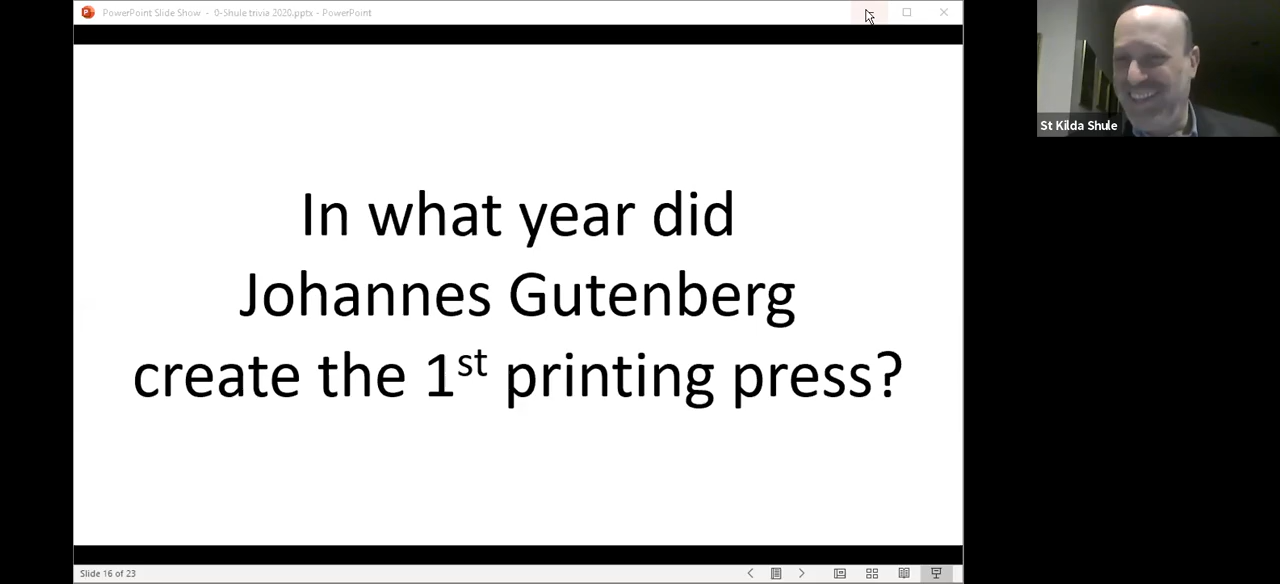 PowerPoint Slide Show - 0-Shule trivia 2020.pptx - PowerPoint
St Kilda Shule
In what year did
Johannes Gutenberg
create the 1st printing press?
Slide 16 of 23